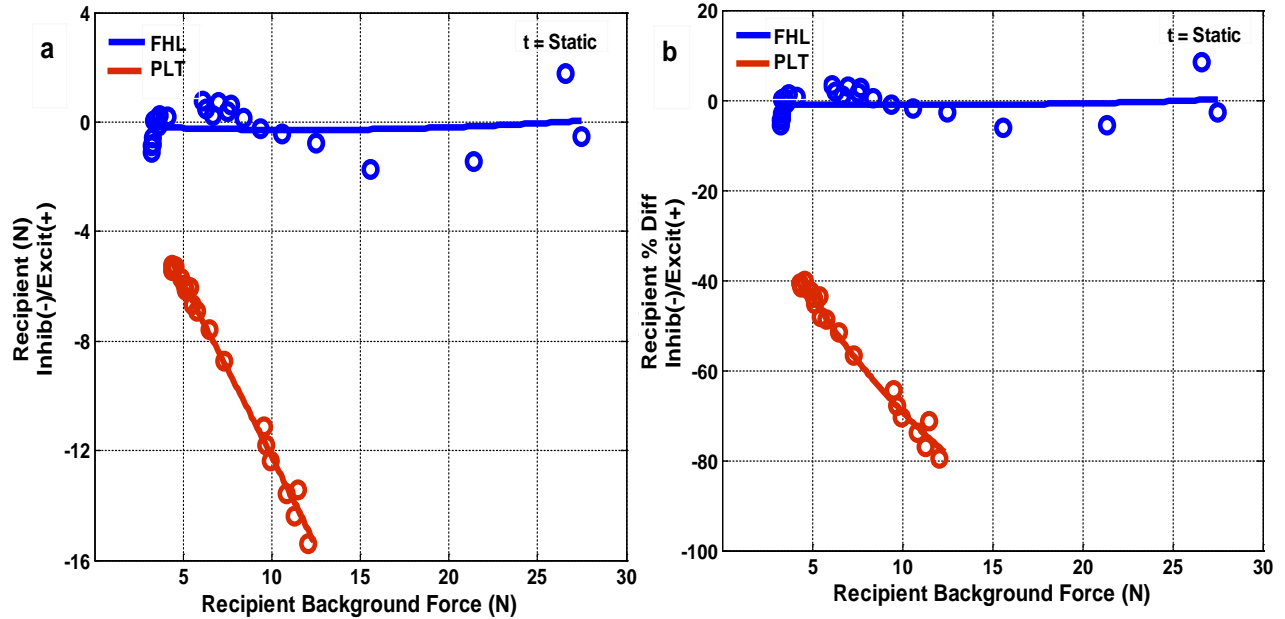 a
FHL
PLT
t = Static
4
0
-4
-8
-12
-16
5
10
15
20
25
30
Recipient (N)
Inhib(-)/Excit(+)
Recipient Background Force (N)
b
FHL
PLT
t = Static
20
0
-20
-40
-60
-80
-100
5
10
15
20
25
30
Recipient % Diff
Inhib(-)/Excit(+)
Recipient Background Force (N)